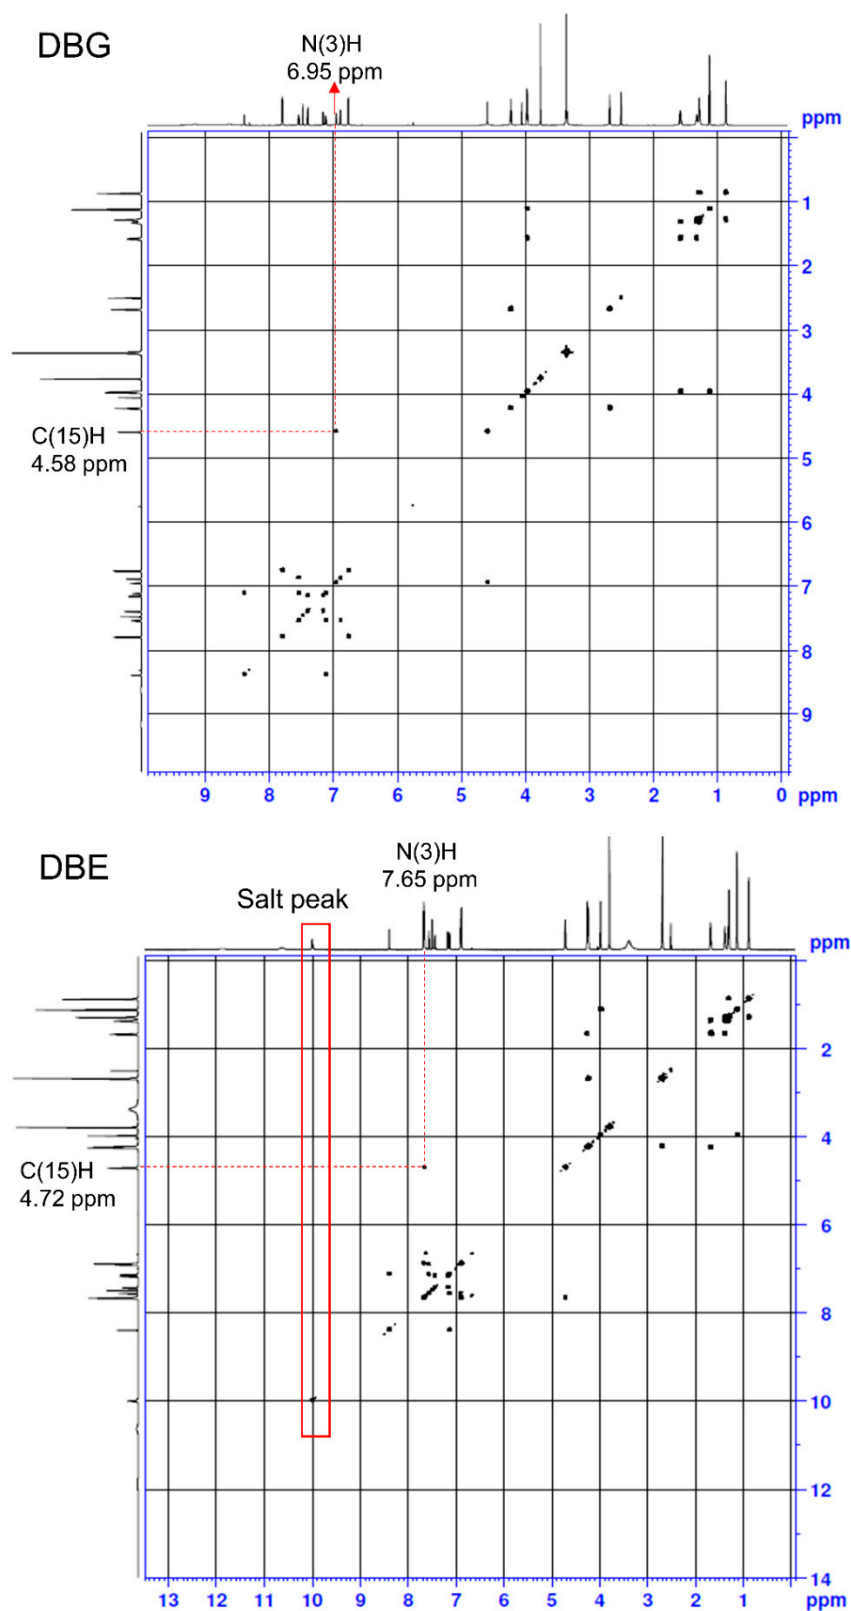 DBG
N(3)H
6.95 ppm
ppm
1
2
3
4
C(15)H
4.58 ppm
5
6
7
8
9
9 8 7 6 5 4 3 2 1 0 ppm
DBE
N(3)H
7.65 ppm
Salt peak
ppm
2
4
C(15)H
4.72 ppm
6
8
10
12
14
13 12 11 10 9 8 7 6 5 4 3 2 1 ppm